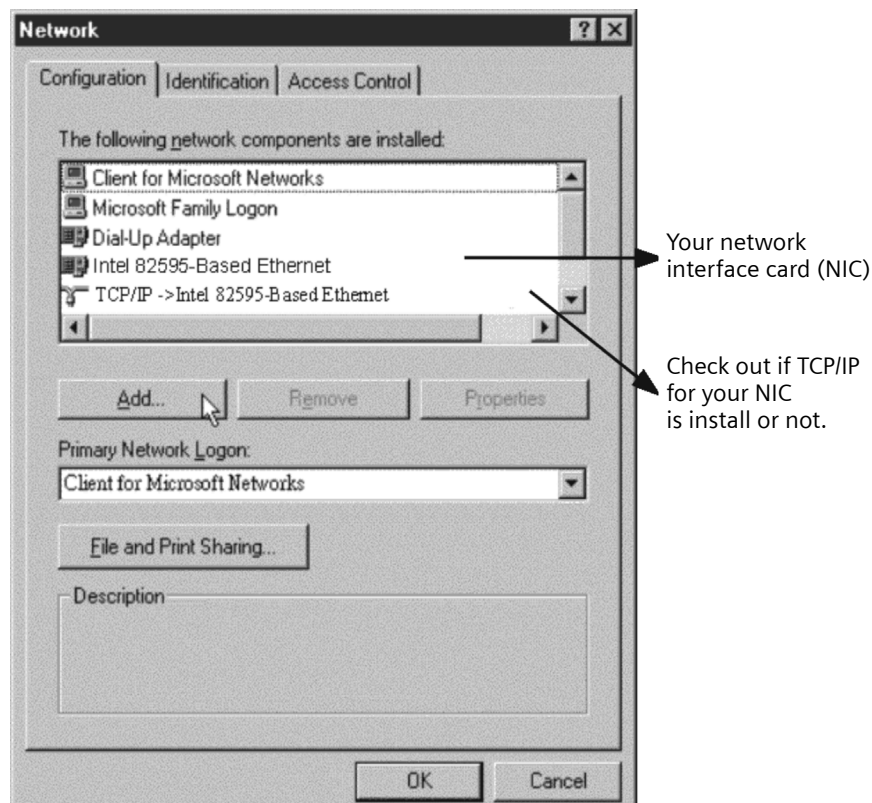 Network
Configuration
Identification
Access Control
The following network components are installed:
Client for Microsoft Networks
Microsoft Family Logon
Dial-Up Adapter
Intel 82595-Based Ethernet
TCP/IP ->Intel 82595-Based Ethernet
Your network
interface card (NIC)
Check out if TCP/IP
for your NIC
is install or not.
Add...
Remove
Properties
Primary Network Logon:
Client for Microsoft Networks
File and Print Sharing...
Description
OK
Cancel